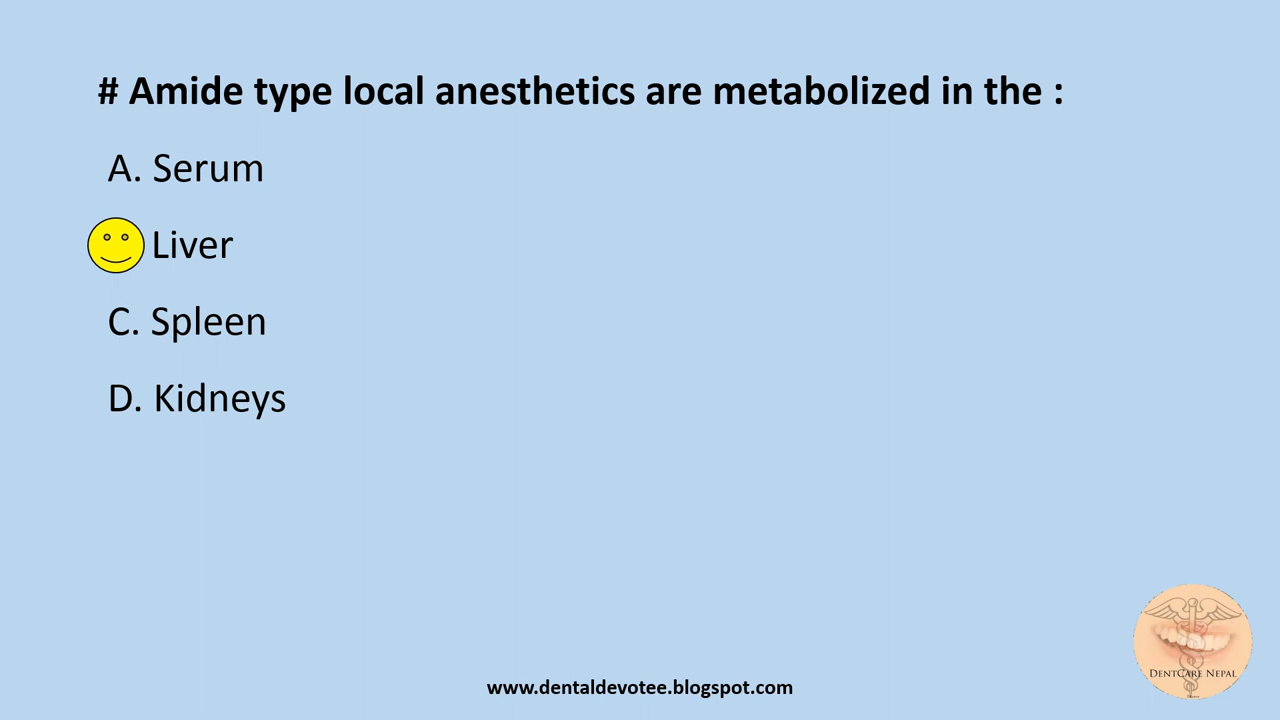 # Amide type local anesthetics are metabolized in the :
A. Serum
Liver
C. Spleen
D. Kidneys
DENTCARE NEPAL
www.dentaldevotee.blogspot.com